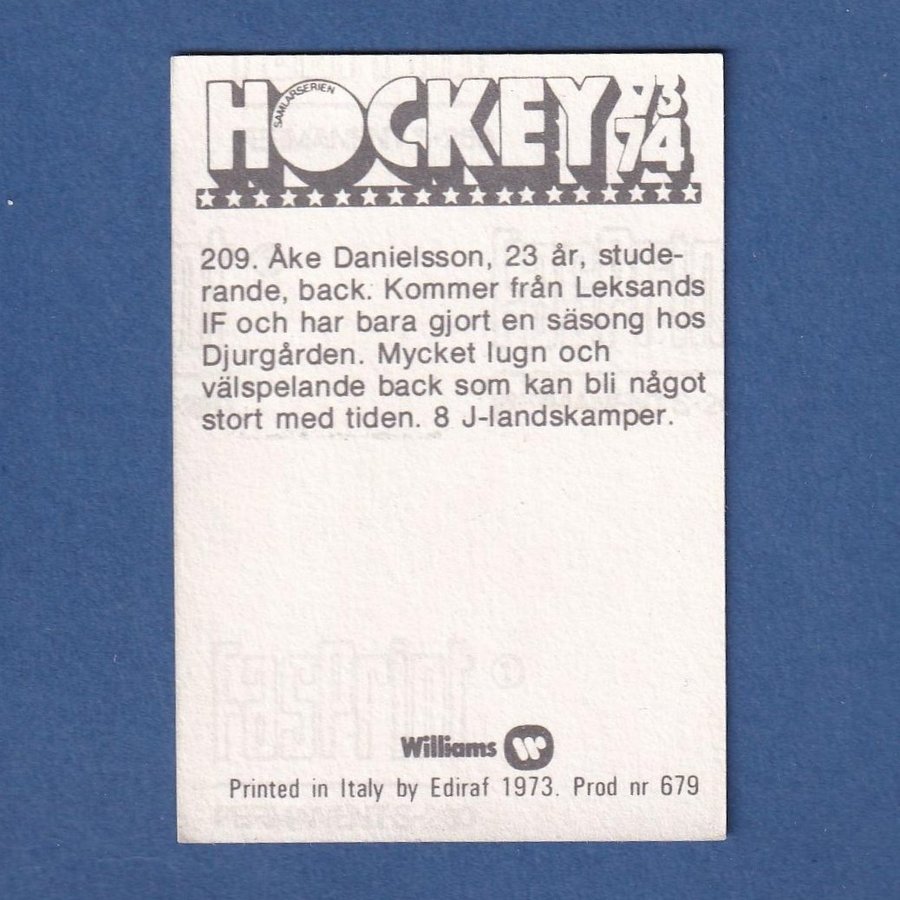 HOCKEY 73
SAMLARSERIEN
74
209. Åke Danielsson, 23 år, stude-
rande, back. Kommer från Leksands
IF och har bara gjort en säsong hos
Djurgården. Mycket lugn och
välspelande back som kan bli något
stort med tiden. 8 J-landskamper.
Williams W
Printed in Italy by Ediraf 1973. Prod nr 679